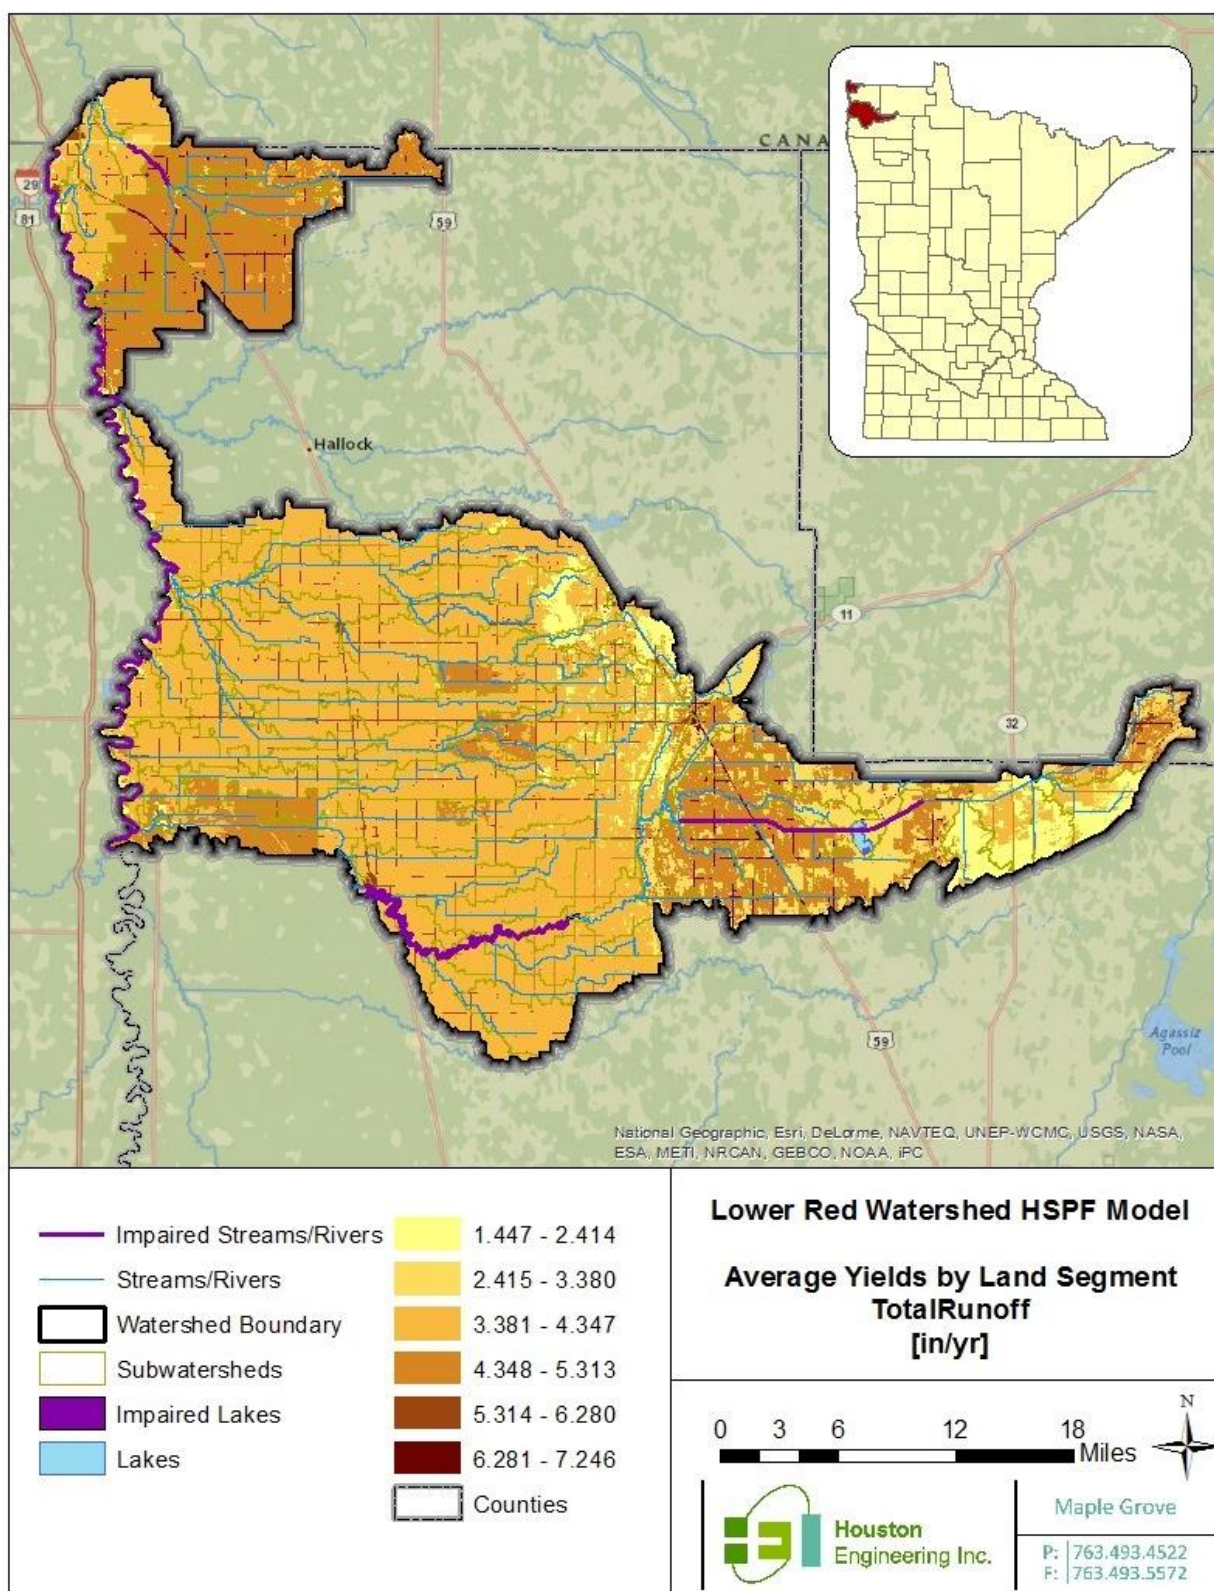 CANA
29
81
59
Hallock
11
32
59
Agassiz
Pool
National Geographic, Esri, DeLorme, NAVTEQ, UNEP-WCMC, USGS, NASA,
ESA, METI, NRCAN, GEBCO, NOAA, iPC
Impaired Streams/Rivers
Streams/Rivers
Watershed Boundary
Subwatersheds
Impaired Lakes
Lakes
1.447 - 2.414
2.415 - 3.380
3.381 - 4.347
4.348 - 5.313
5.314 - 6.280
6.281 - 7.246
Counties
Lower Red Watershed HSPF Model
Average Yields by Land Segment
TotalRunoff
[in/yr]
0 3 6 12 18
Miles
N
Houston
Engineering Inc.
Maple Grove
P: 763.493.4522
F: 763.493.5572